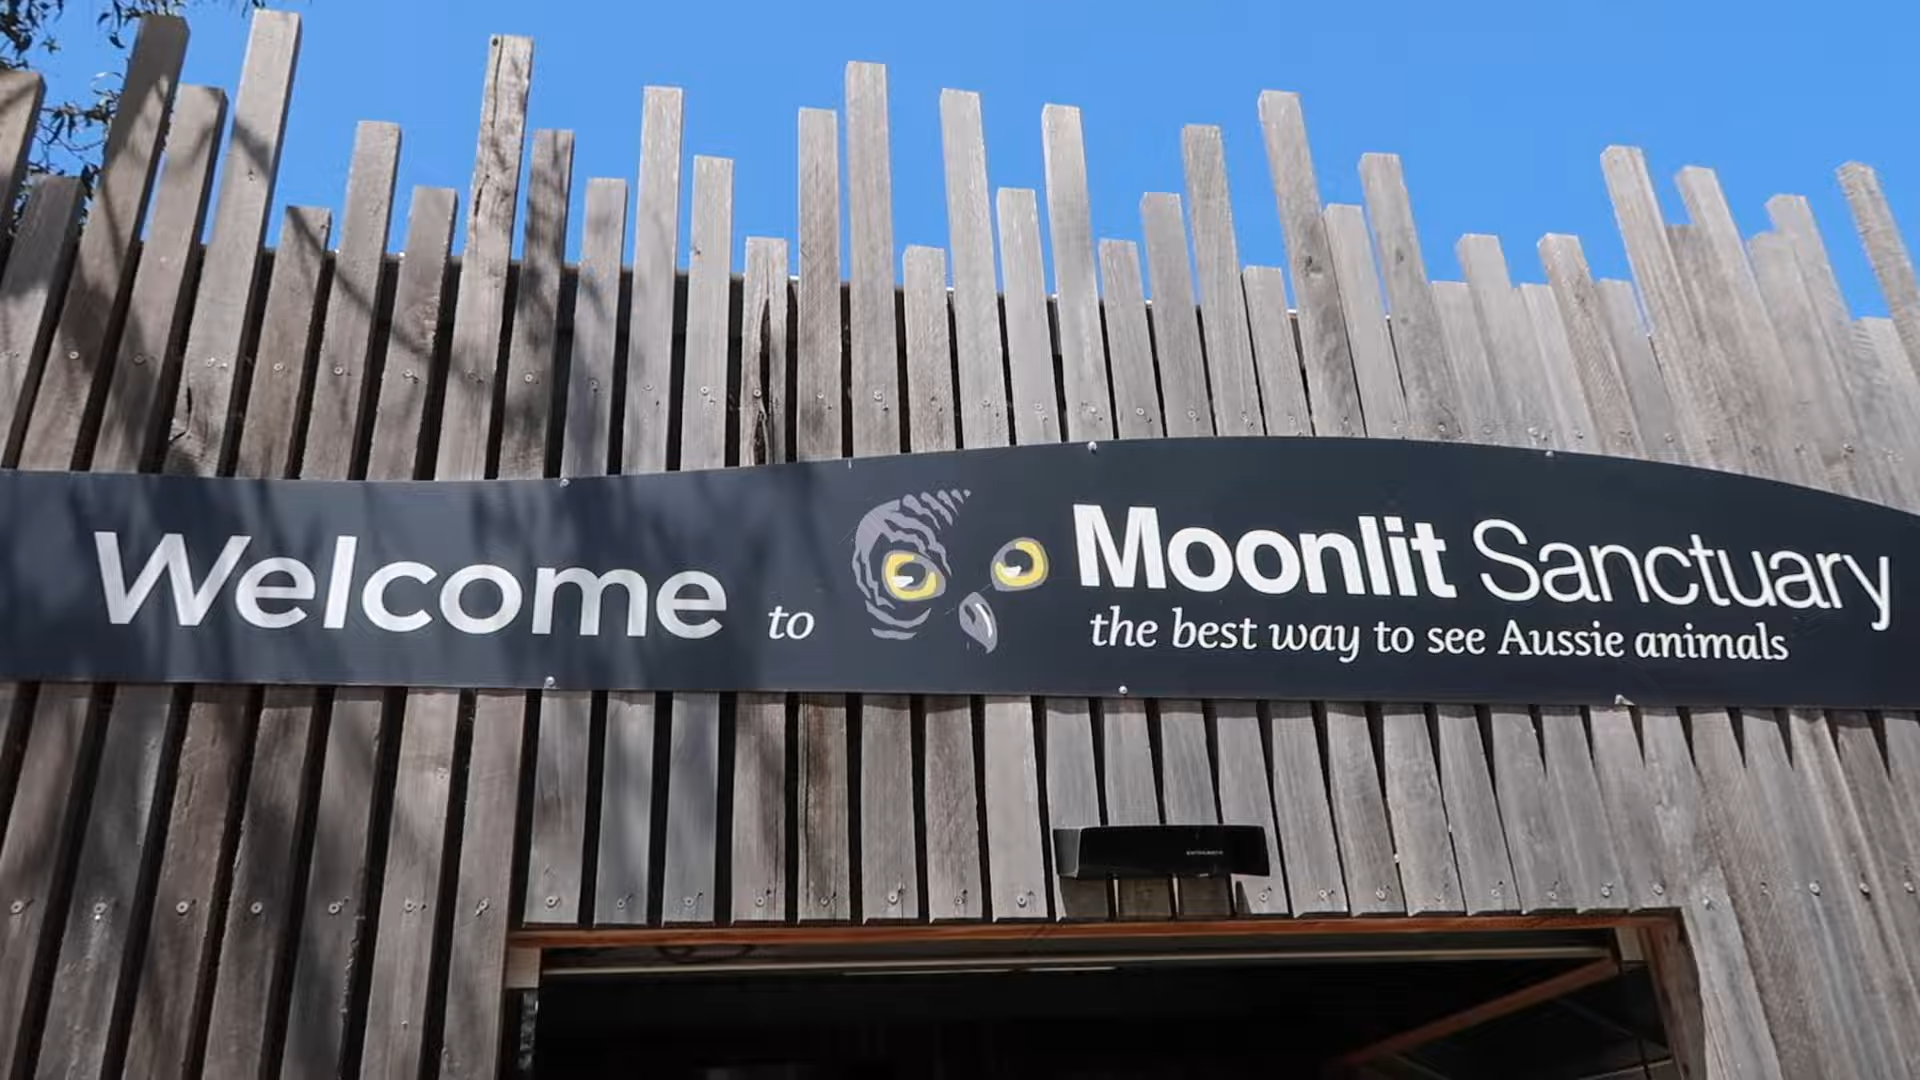 Welcome to
Moonlit Sanctuary
the best way to see Aussie animals